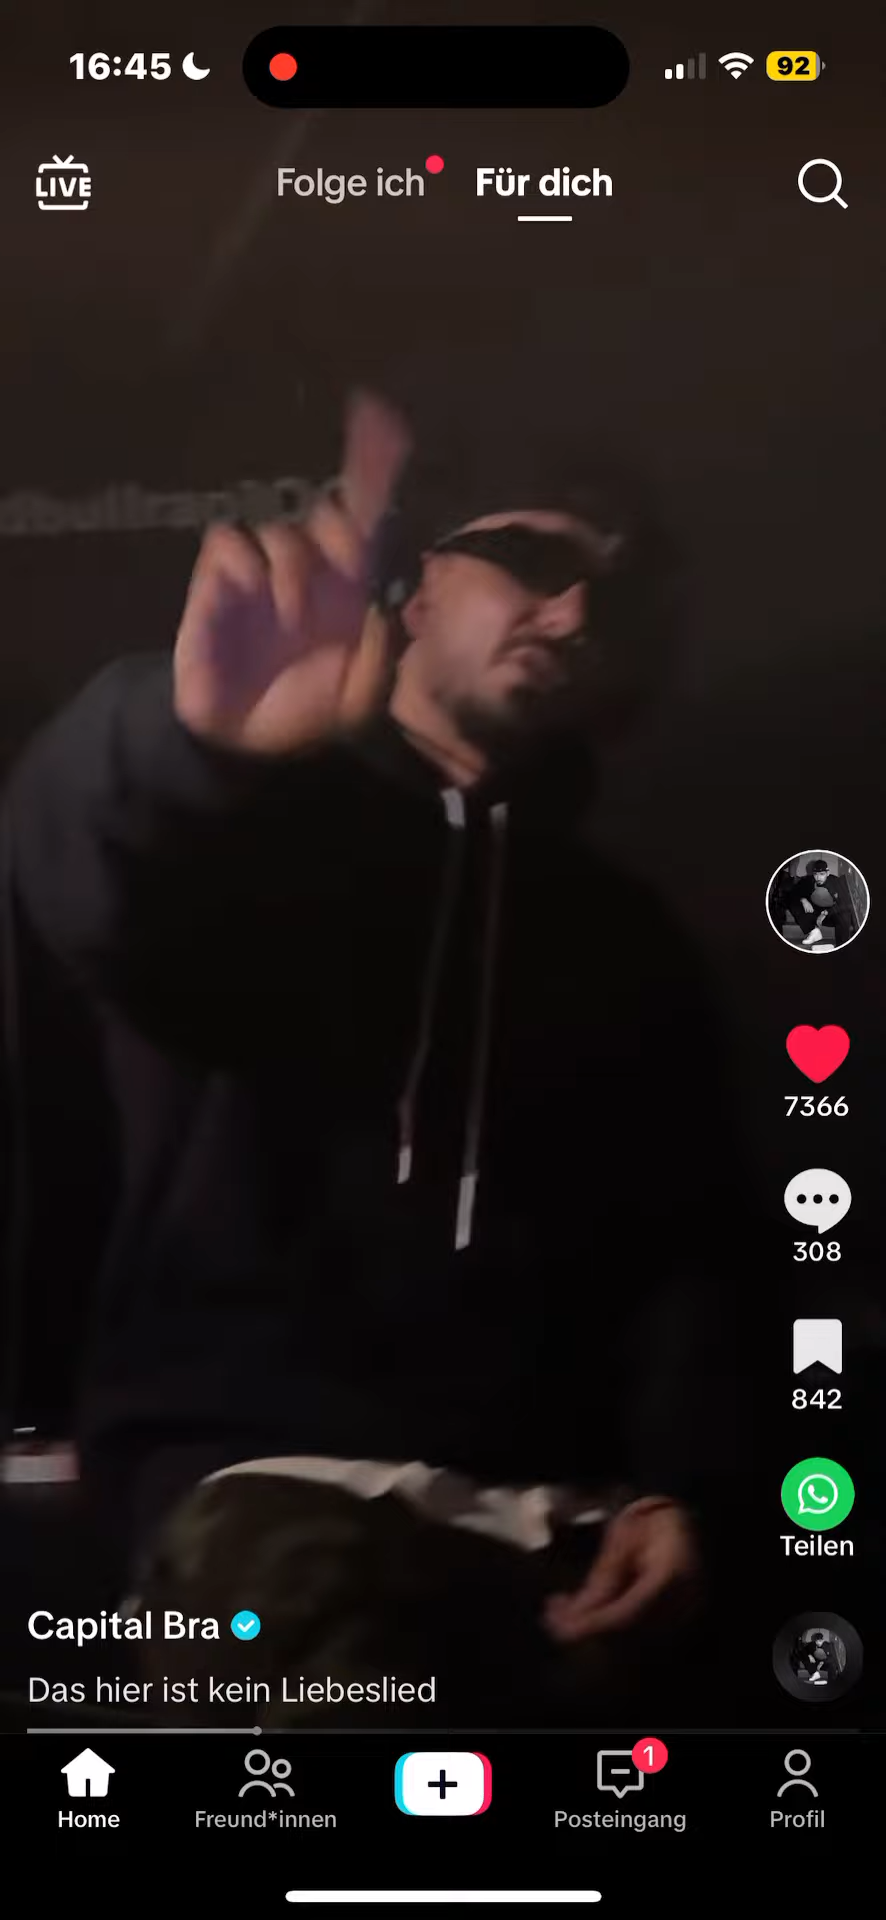 16:45
92
LIVE
Folge ich
Für dich
7366
308
842
Teilen
Capital Bra
Das hier ist kein Liebeslied
Home
Freund*innen
1
Posteingang
Profil